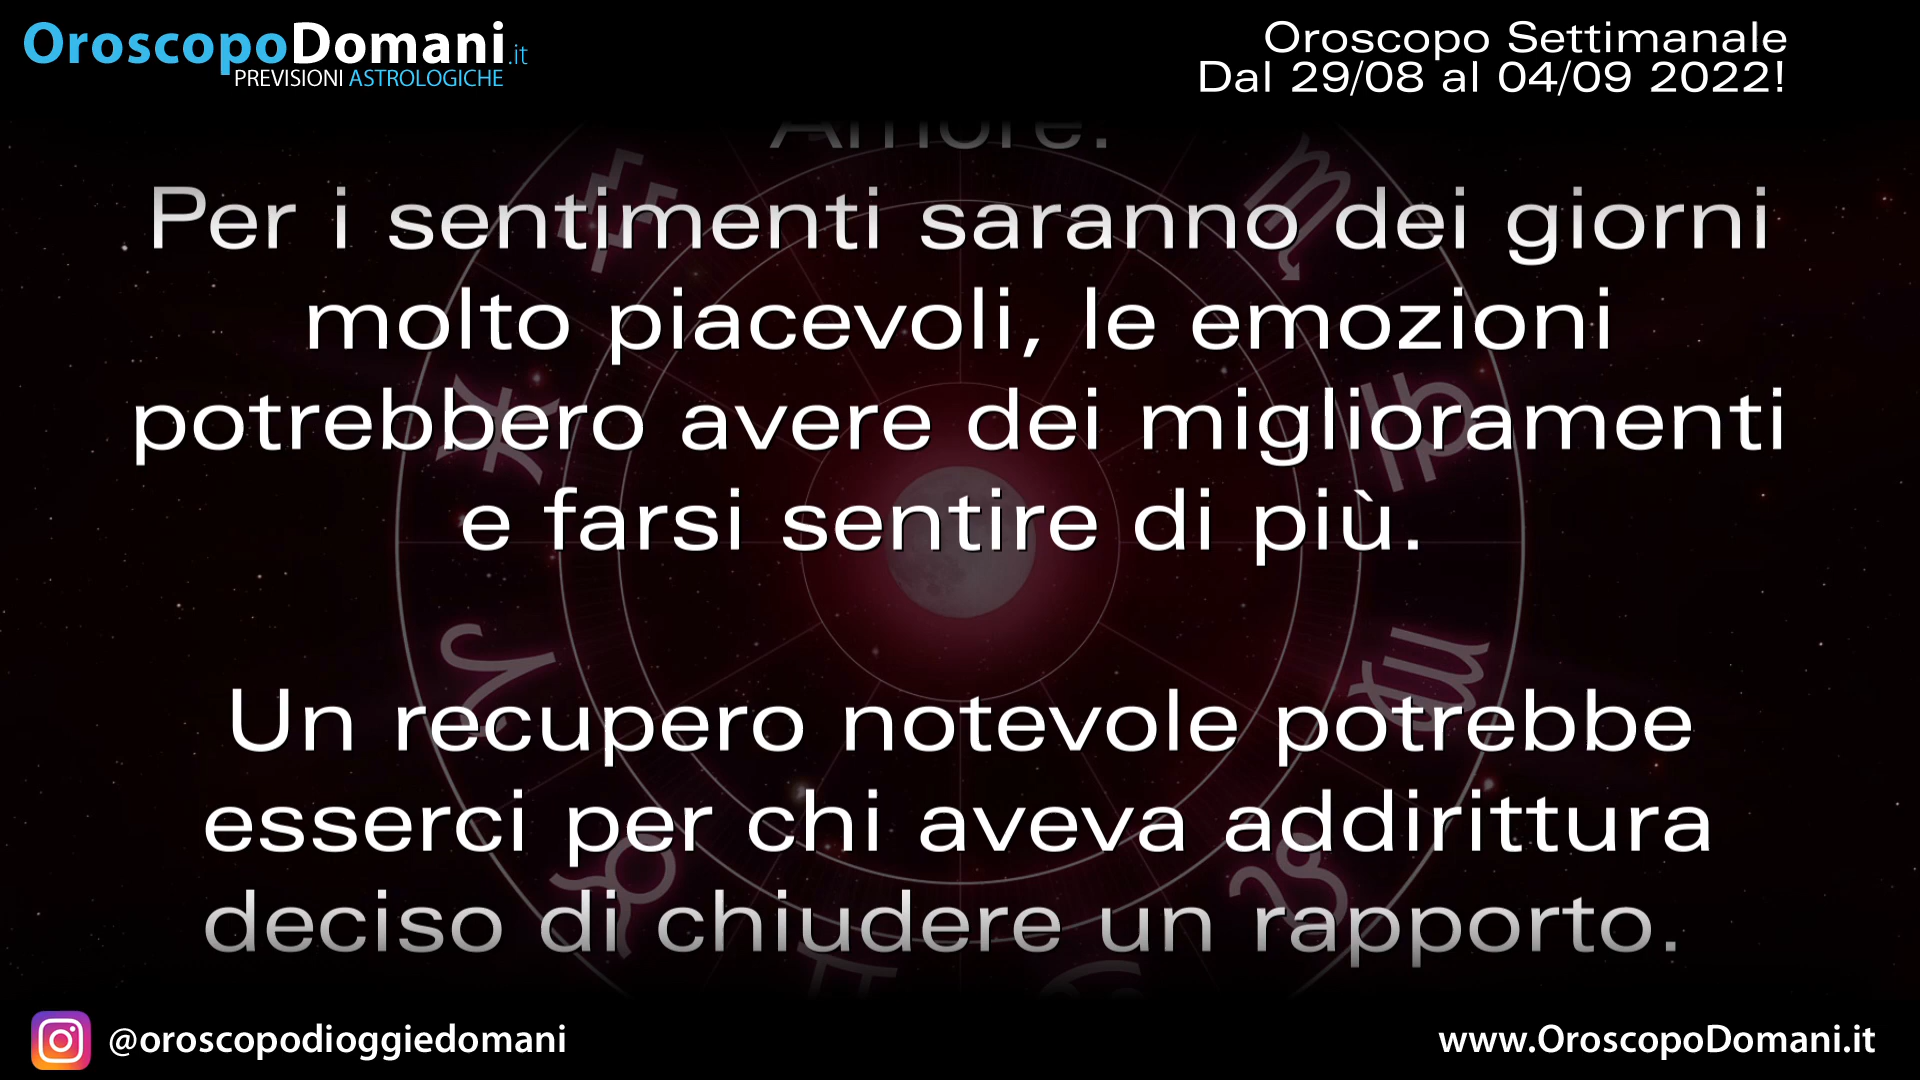 OroscopoDomani.it
PREVISIONI ASTROLOGICHE
Oroscopo Settimanale
Dal 29/08 al 04/09 2022!
Amore:
Per i sentimenti saranno dei giorni
molto piacevoli, le emozioni
potrebbero avere dei miglioramenti
e farsi sentire di più.
Un recupero notevole potrebbe
esserci per chi aveva addirittura
deciso di chiudere un rapporto.
@oroscopodioggiedomani
www.OroscopoDomani.it